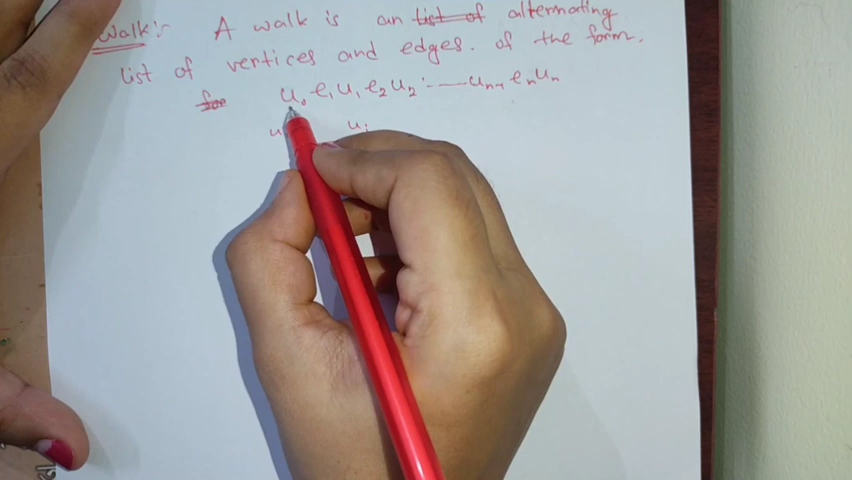 Walk :- A walk is an list of alternating
list of vertices and edges. of the form.
for u₀ e₁ u₁ e₂ u₂ ·—— uₙ₋₁ eₙ uₙ
u uᵢ